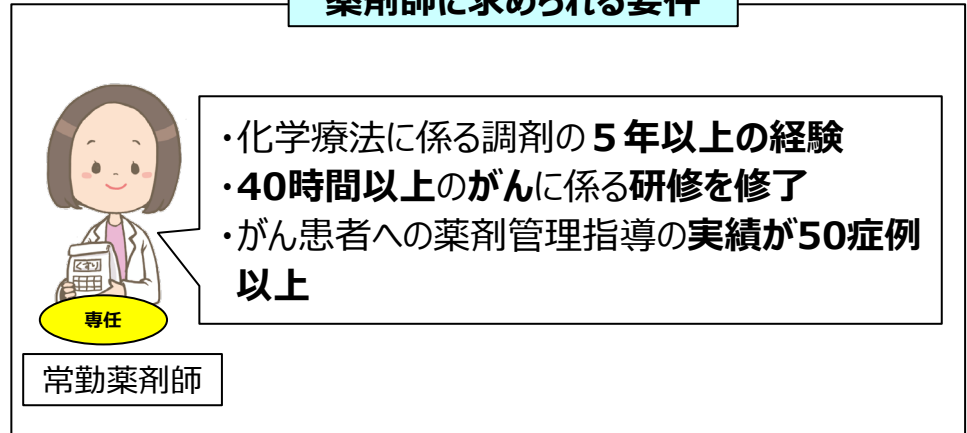 薬剤師に求められる要件
・化学療法に係る調剤の５年以上の経験
・40時間以上のがんに係る研修を修了
・がん患者への薬剤管理指導の実績が50症例
以上
くすり
専任
常勤薬剤師